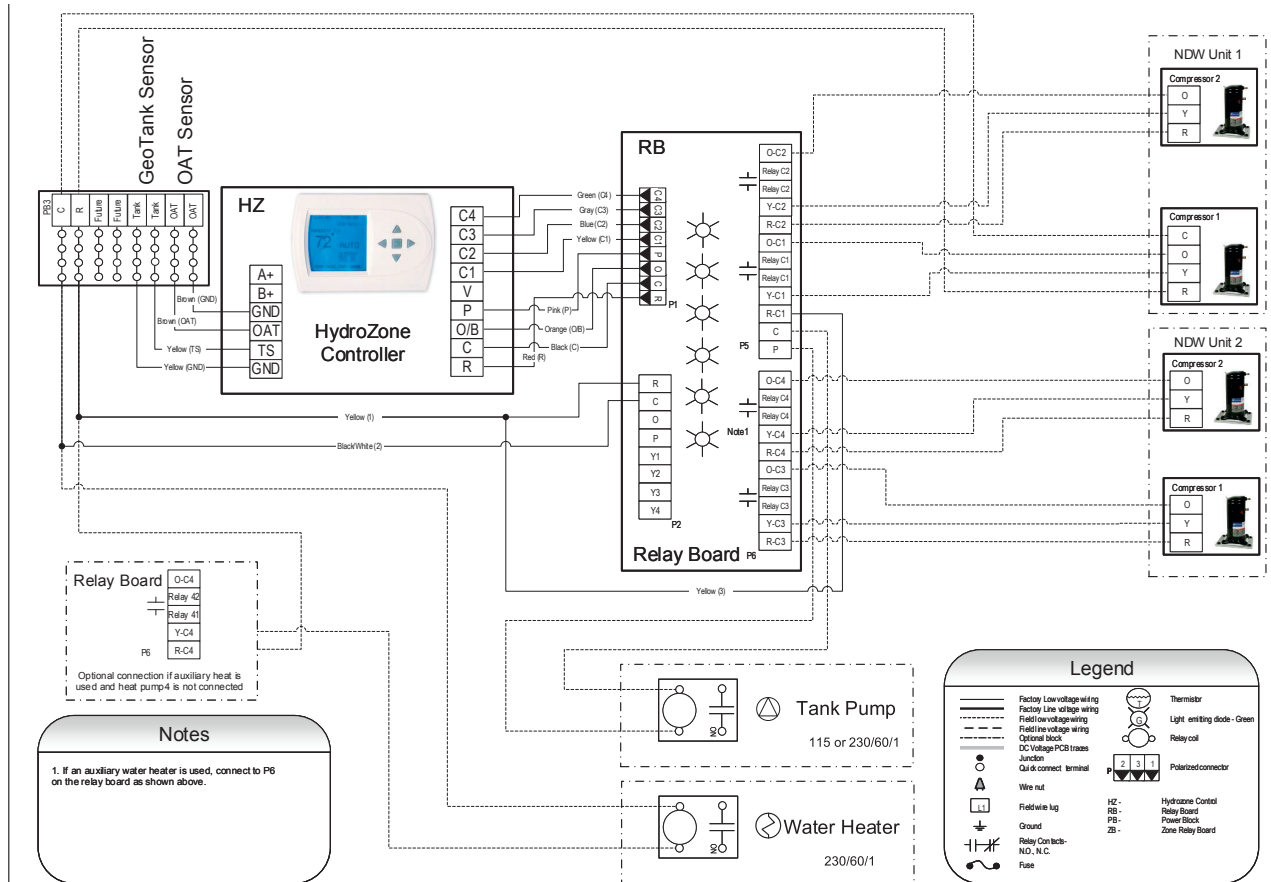 GeoTank Sensor
OAT Sensor
PB3
C
R
Future
Future
Tank
Tank
OAT
OAT
HZ
72°
AUTO
A+
B+
GND
OAT
TS
GND
C4
C3
C2
C1
V
P
O/B
C
R
HydroZone
Controller
Brown (GND)
Brown (OAT)
Yellow (TS)
Yellow (GND)
Green (C4)
Gray (C3)
Blue (C2)
Yellow (C1)
Pink (P)
Orange (O/B)
Black (C)
Red (R)
Yellow (1)
Black/White (2)
Yellow (3)
RB
C4
C3
C2
C1
P
O
C
R
P1
R
C
O
P
Y1
Y2
Y3
Y4
P2
O-C2
Relay C2
Relay C2
Y-C2
R-C2
O-C1
Relay C1
Relay C1
Y-C1
R-C1
C
P
P5
O-C4
Relay C4
Relay C4
Y-C4
R-C4
O-C3
Relay C3
Relay C3
Y-C3
R-C3
Note1
Relay Board
P6
NDW Unit 1
Compressor 2
O
Y
R
Compressor 1
C
O
Y
R
NDW Unit 2
Compressor 2
O
Y
R
Compressor 1
O
Y
R
Relay Board
O-C4
Relay 42
Relay 41
Y-C4
R-C4
P6
Optional connection if auxiliary heat is
used and heat pump4 is not connected
Notes
1. If an auxiliary water heater is used, connect to P6
on the relay board as shown above.
NO
Tank Pump
115 or 230/60/1
NO
Water Heater
230/60/1
Legend
Factory Low voltage wiring
Factory Line voltage wiring
Field low voltage wiring
Field line voltage wiring
Optional block
DC Voltage PCB traces
Junction
Quick connect terminal
Wire nut
L1
Field wire lug
Ground
Relay Contacts-
N.O., N.C.
Fuse
T
Thermistor
G
Light emitting diode - Green
Relay coil
P
2 3 1
Polarized connector
HZ - Hydrozone Control
RB - Relay Board
PB - Power Block
ZB - Zone Relay Board